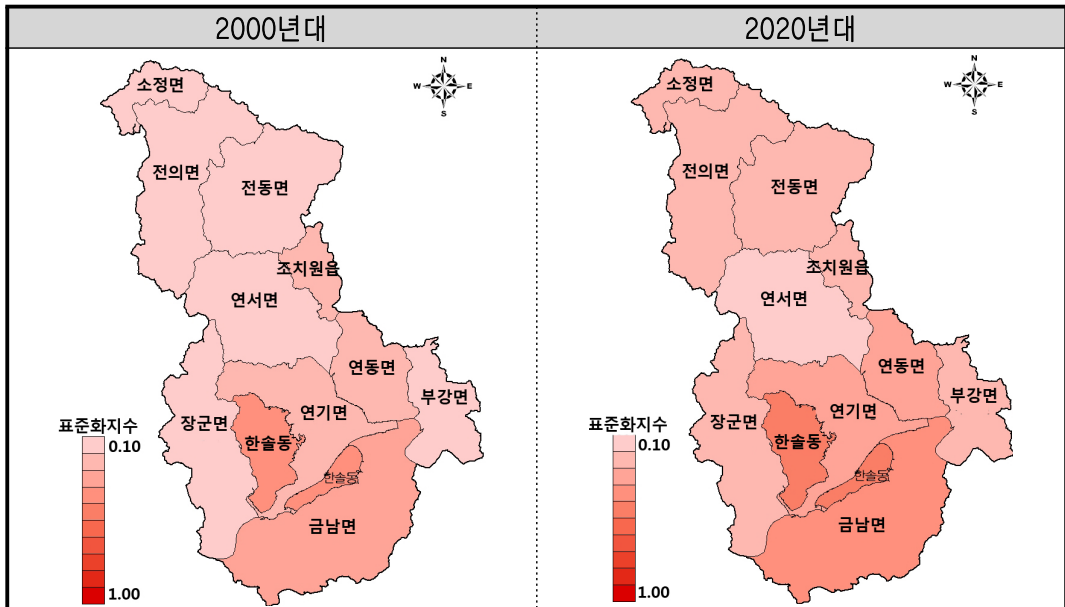 2000년대
2020년대
N
W E
S
소정면
전의면
전동면
조치원읍
연서면
연동면
부강면
연기면
장군면
한솔동
한솔동
금남면
표준화지수
0.10
1.00
N
W E
S
소정면
전의면
전동면
조치원읍
연서면
연동면
부강면
연기면
장군면
한솔동
한솔동
금남면
표준화지수
0.10
1.00